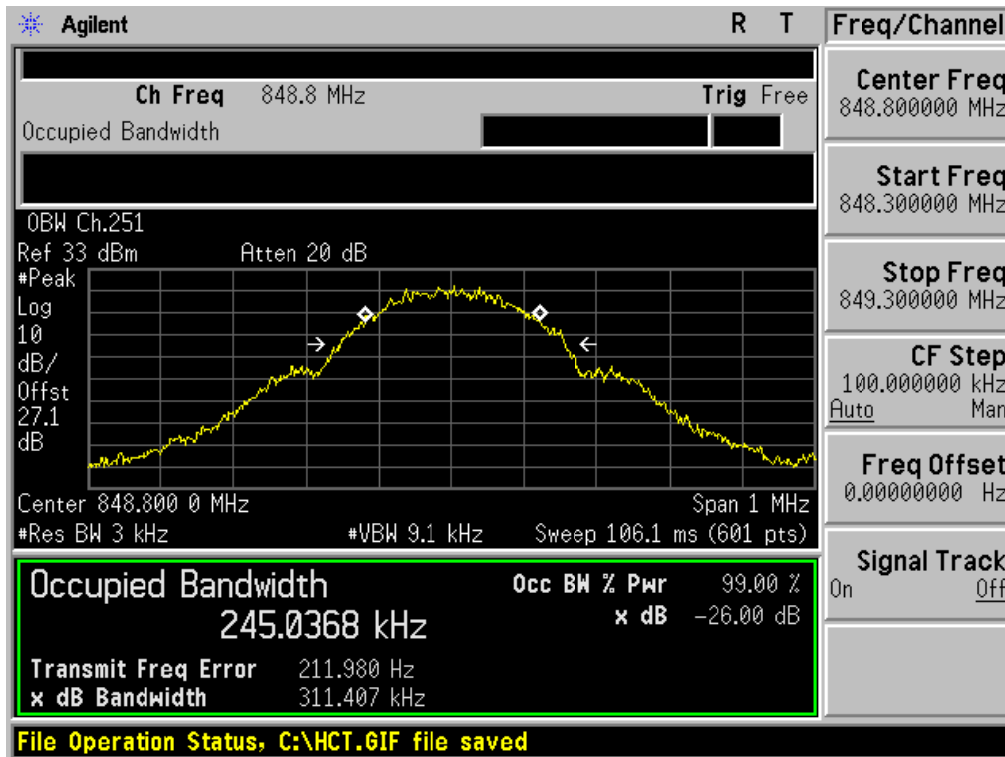 Agilent R T
Ch Freq 848.8 MHz Trig Free
Occupied Bandwidth
OBW Ch.251
Ref 33 dBm Atten 20 dB
#Peak
Log
10
dB/
Offst
27.1
dB
Center 848.800 0 MHz Span 1 MHz
#Res BW 3 kHz #VBW 9.1 kHz Sweep 106.1 ms (601 pts)
Occupied Bandwidth Occ BW % Pwr 99.00 %
245.0368 kHz x dB -26.00 dB
Transmit Freq Error 211.980 Hz
x dB Bandwidth 311.407 kHz
File Operation Status, C:\HCT.GIF file saved
Freq/Channel
Center Freq
848.800000 MHz
Start Freq
848.300000 MHz
Stop Freq
849.300000 MHz
CF Step
100.000000 kHz
Auto Man
Freq Offset
0.00000000 Hz
Signal Track
On Off